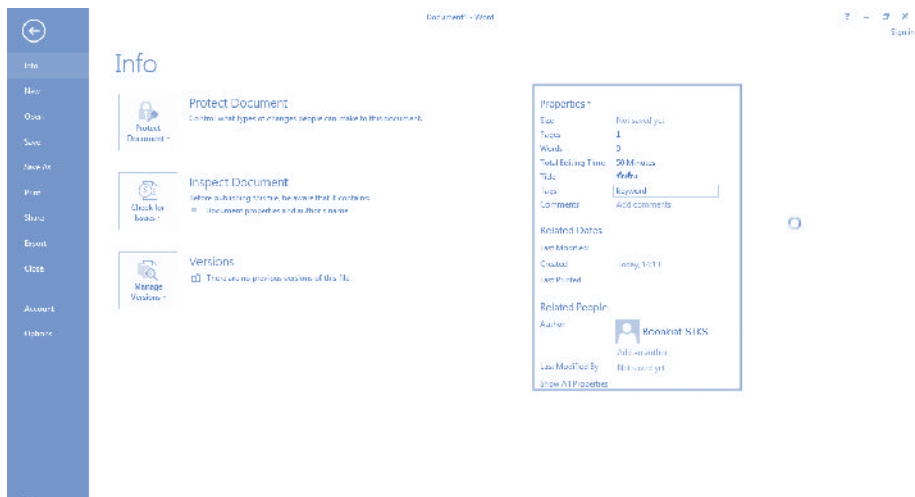 Document1 - Word
Sign in
Info
New
Open
Save
Save As
Print
Share
Export
Close
Account
Options
Info
Protect Document
Protect Document
Control what types of changes people can make to this document.
Check for Issues
Inspect Document
Before publishing this file, be aware that it contains:
Document properties and author's name
Manage Versions
Versions
There are no previous versions of this file.
Properties
Size Not saved yet
Pages 1
Words 0
Total Editing Time 50 Minutes
Title
Tags keyword
Comments Add comments
Related Dates
Last Modified
Created Today, 14:13
Last Printed
Related People
Author Boonkiat STKS
Add an author
Last Modified By Not saved yet
Show All Properties